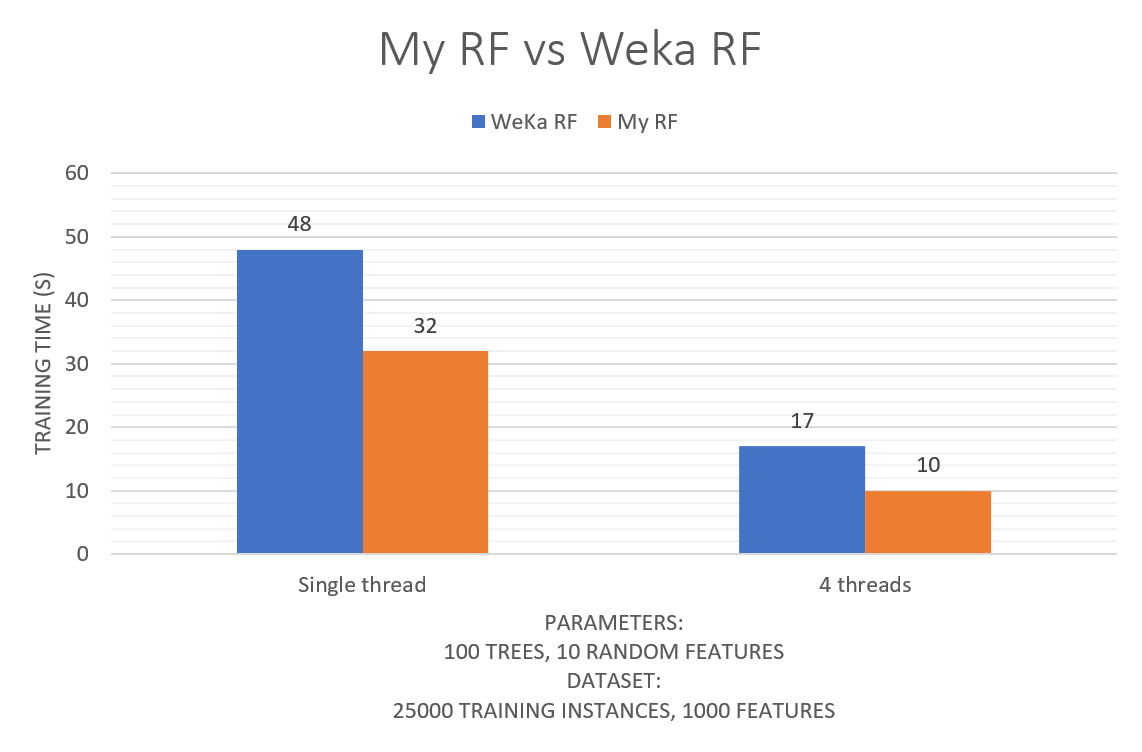 My RF vs Weka RF
WeKa RF My RF
60
50
40
30
20
10
0
TRAINING TIME (S)
48
32
17
10
Single thread
4 threads
PARAMETERS:
100 TREES, 10 RANDOM FEATURES
DATASET:
25000 TRAINING INSTANCES, 1000 FEATURES